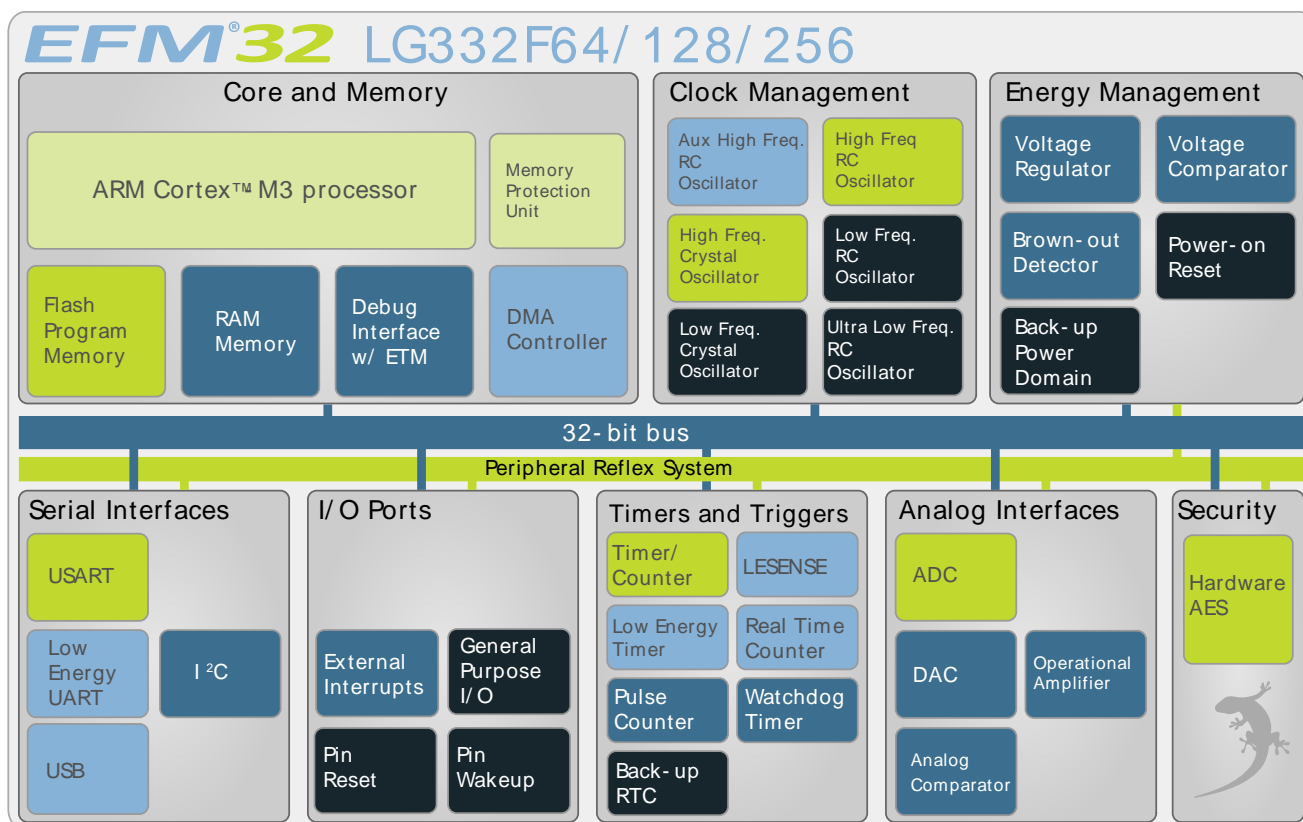 EFM®32 LG332F64/128/256
Core and Memory
ARM Cortex™ M3 processor
Memory
Protection
Unit
Flash
Program
Memory
RAM
Memory
Debug
Interface
w/ ETM
DMA
Controller
Clock Management
Aux High Freq.
RC
Oscillator
High Freq
RC
Oscillator
High Freq.
Crystal
Oscillator
Low Freq.
RC
Oscillator
Low Freq.
Crystal
Oscillator
Ultra Low Freq.
RC
Oscillator
Energy Management
Voltage
Regulator
Voltage
Comparator
Brown-out
Detector
Power-on
Reset
Back-up
Power
Domain
32-bit bus
Peripheral Reflex System
Serial Interfaces
USART
Low
Energy
UART
I²C
USB
I/O Ports
External
Interrupts
General
Purpose
I/O
Pin
Reset
Pin
Wakeup
Timers and Triggers
Timer/
Counter
LESENSE
Low Energy
Timer
Real Time
Counter
Pulse
Counter
Watchdog
Timer
Back-up
RTC
Analog Interfaces
ADC
DAC
Operational
Amplifier
Analog
Comparator
Security
Hardware
AES